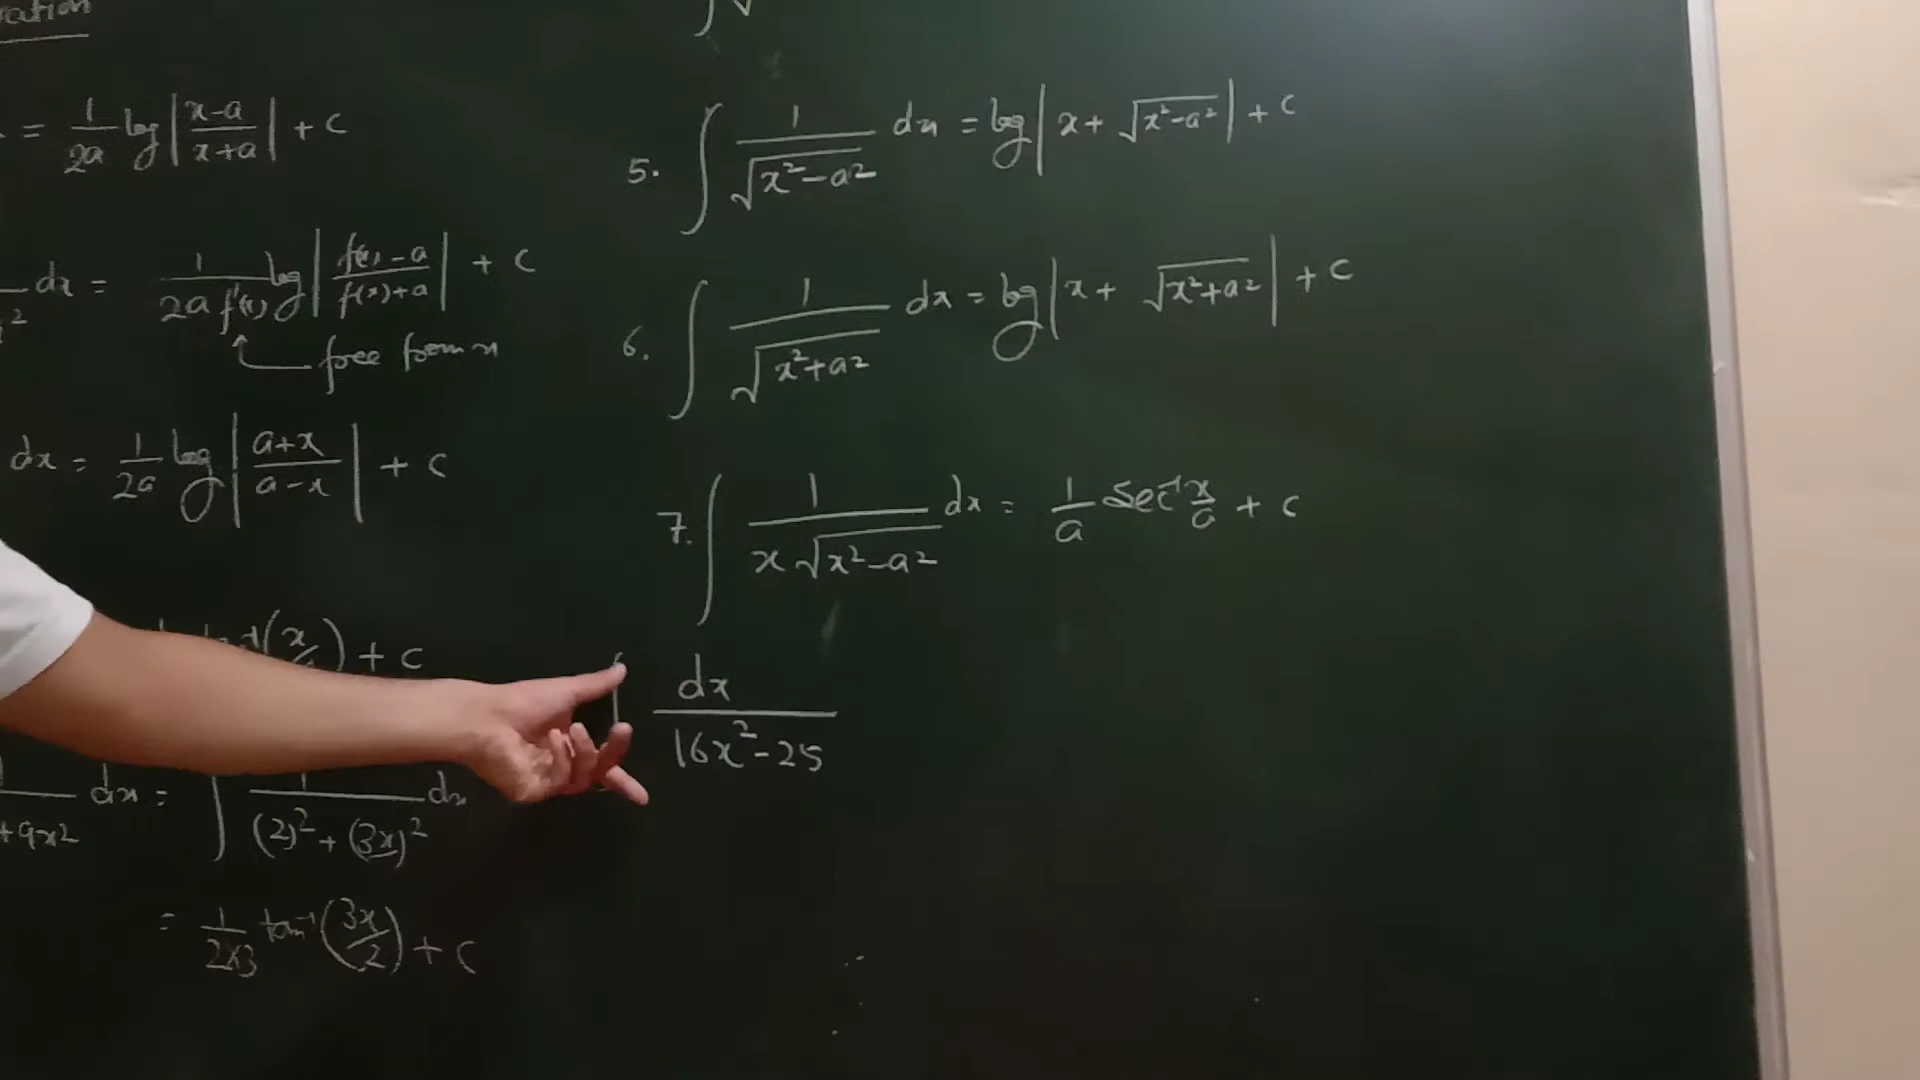 ration
= 1/2a log|x-a/x+a| + c
dx = 1/2a f'(x) log|f(x)-a/f(x)+a| + c
free form x
dx = 1/2a log|a+x/a-x| + c
(x/ ) + c
+9x² dx = ∫ 1/(2)²+(3x)² dx
= 1/2×3 tan⁻¹(3x/2) + c
∫√
5. ∫ 1/√x²-a² dx = log|x+ √x²-a²| + c
6. ∫ 1/√x²+a² dx = log|x+ √x²+a²| + c
7. ∫ 1/x√x²-a² dx = 1/a Sec⁻¹ x/a + c
∫ dx/16x²-25